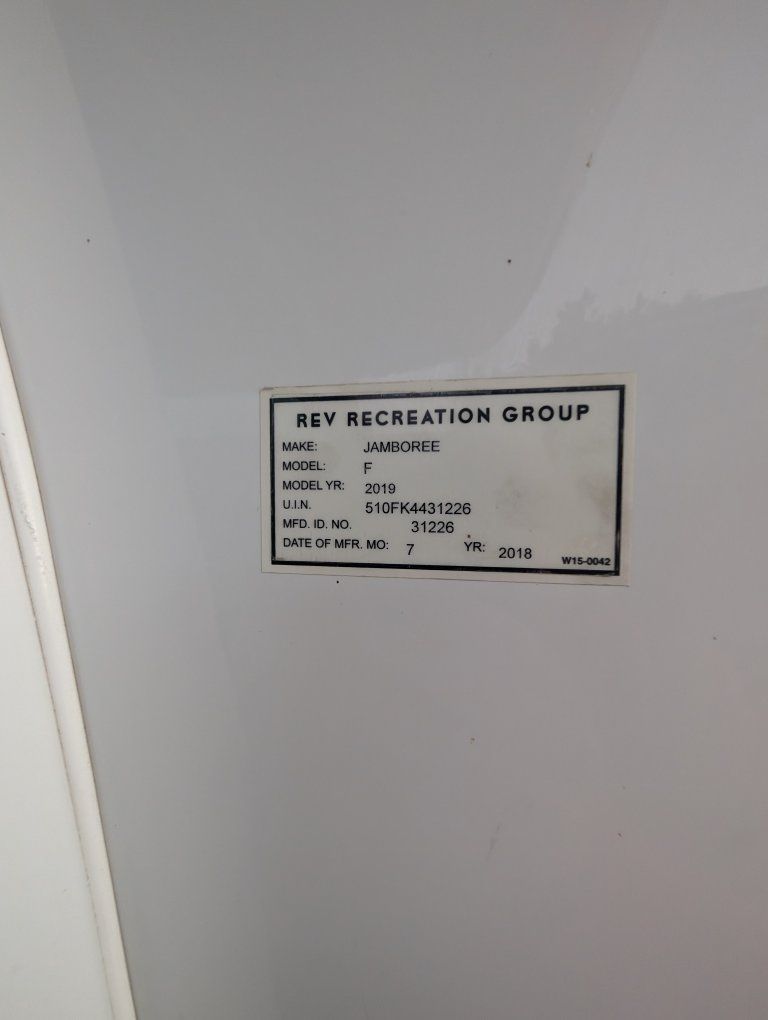 REV RECREATION GROUP
MAKE: JAMBOREE
MODEL: F
MODEL YR: 2019
U.I.N. 510FK4431226
MFD. ID. NO. 31226
DATE OF MFR. MO: 7 YR: 2018
W15-0042